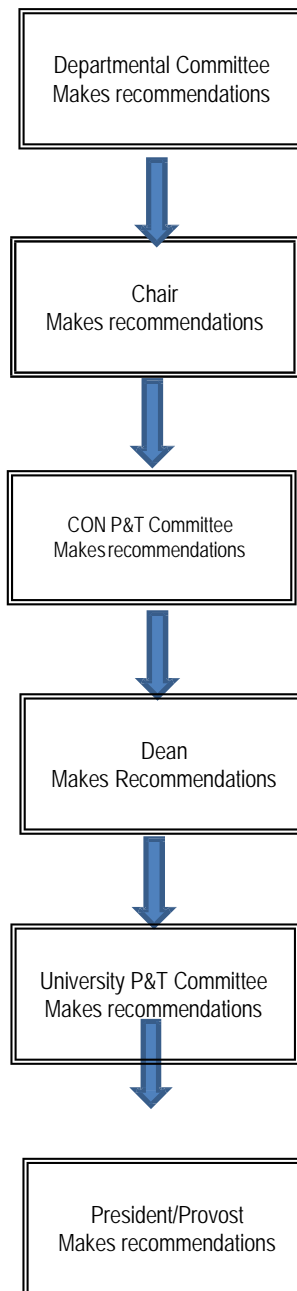 Departmental Committee
Makes recommendations
Chair
Makes recommendations
CON P&T Committee
Makes recommendations
Dean
Makes Recommendations
University P&T Committee
Makes recommendations
President/Provost
Makes recommendations